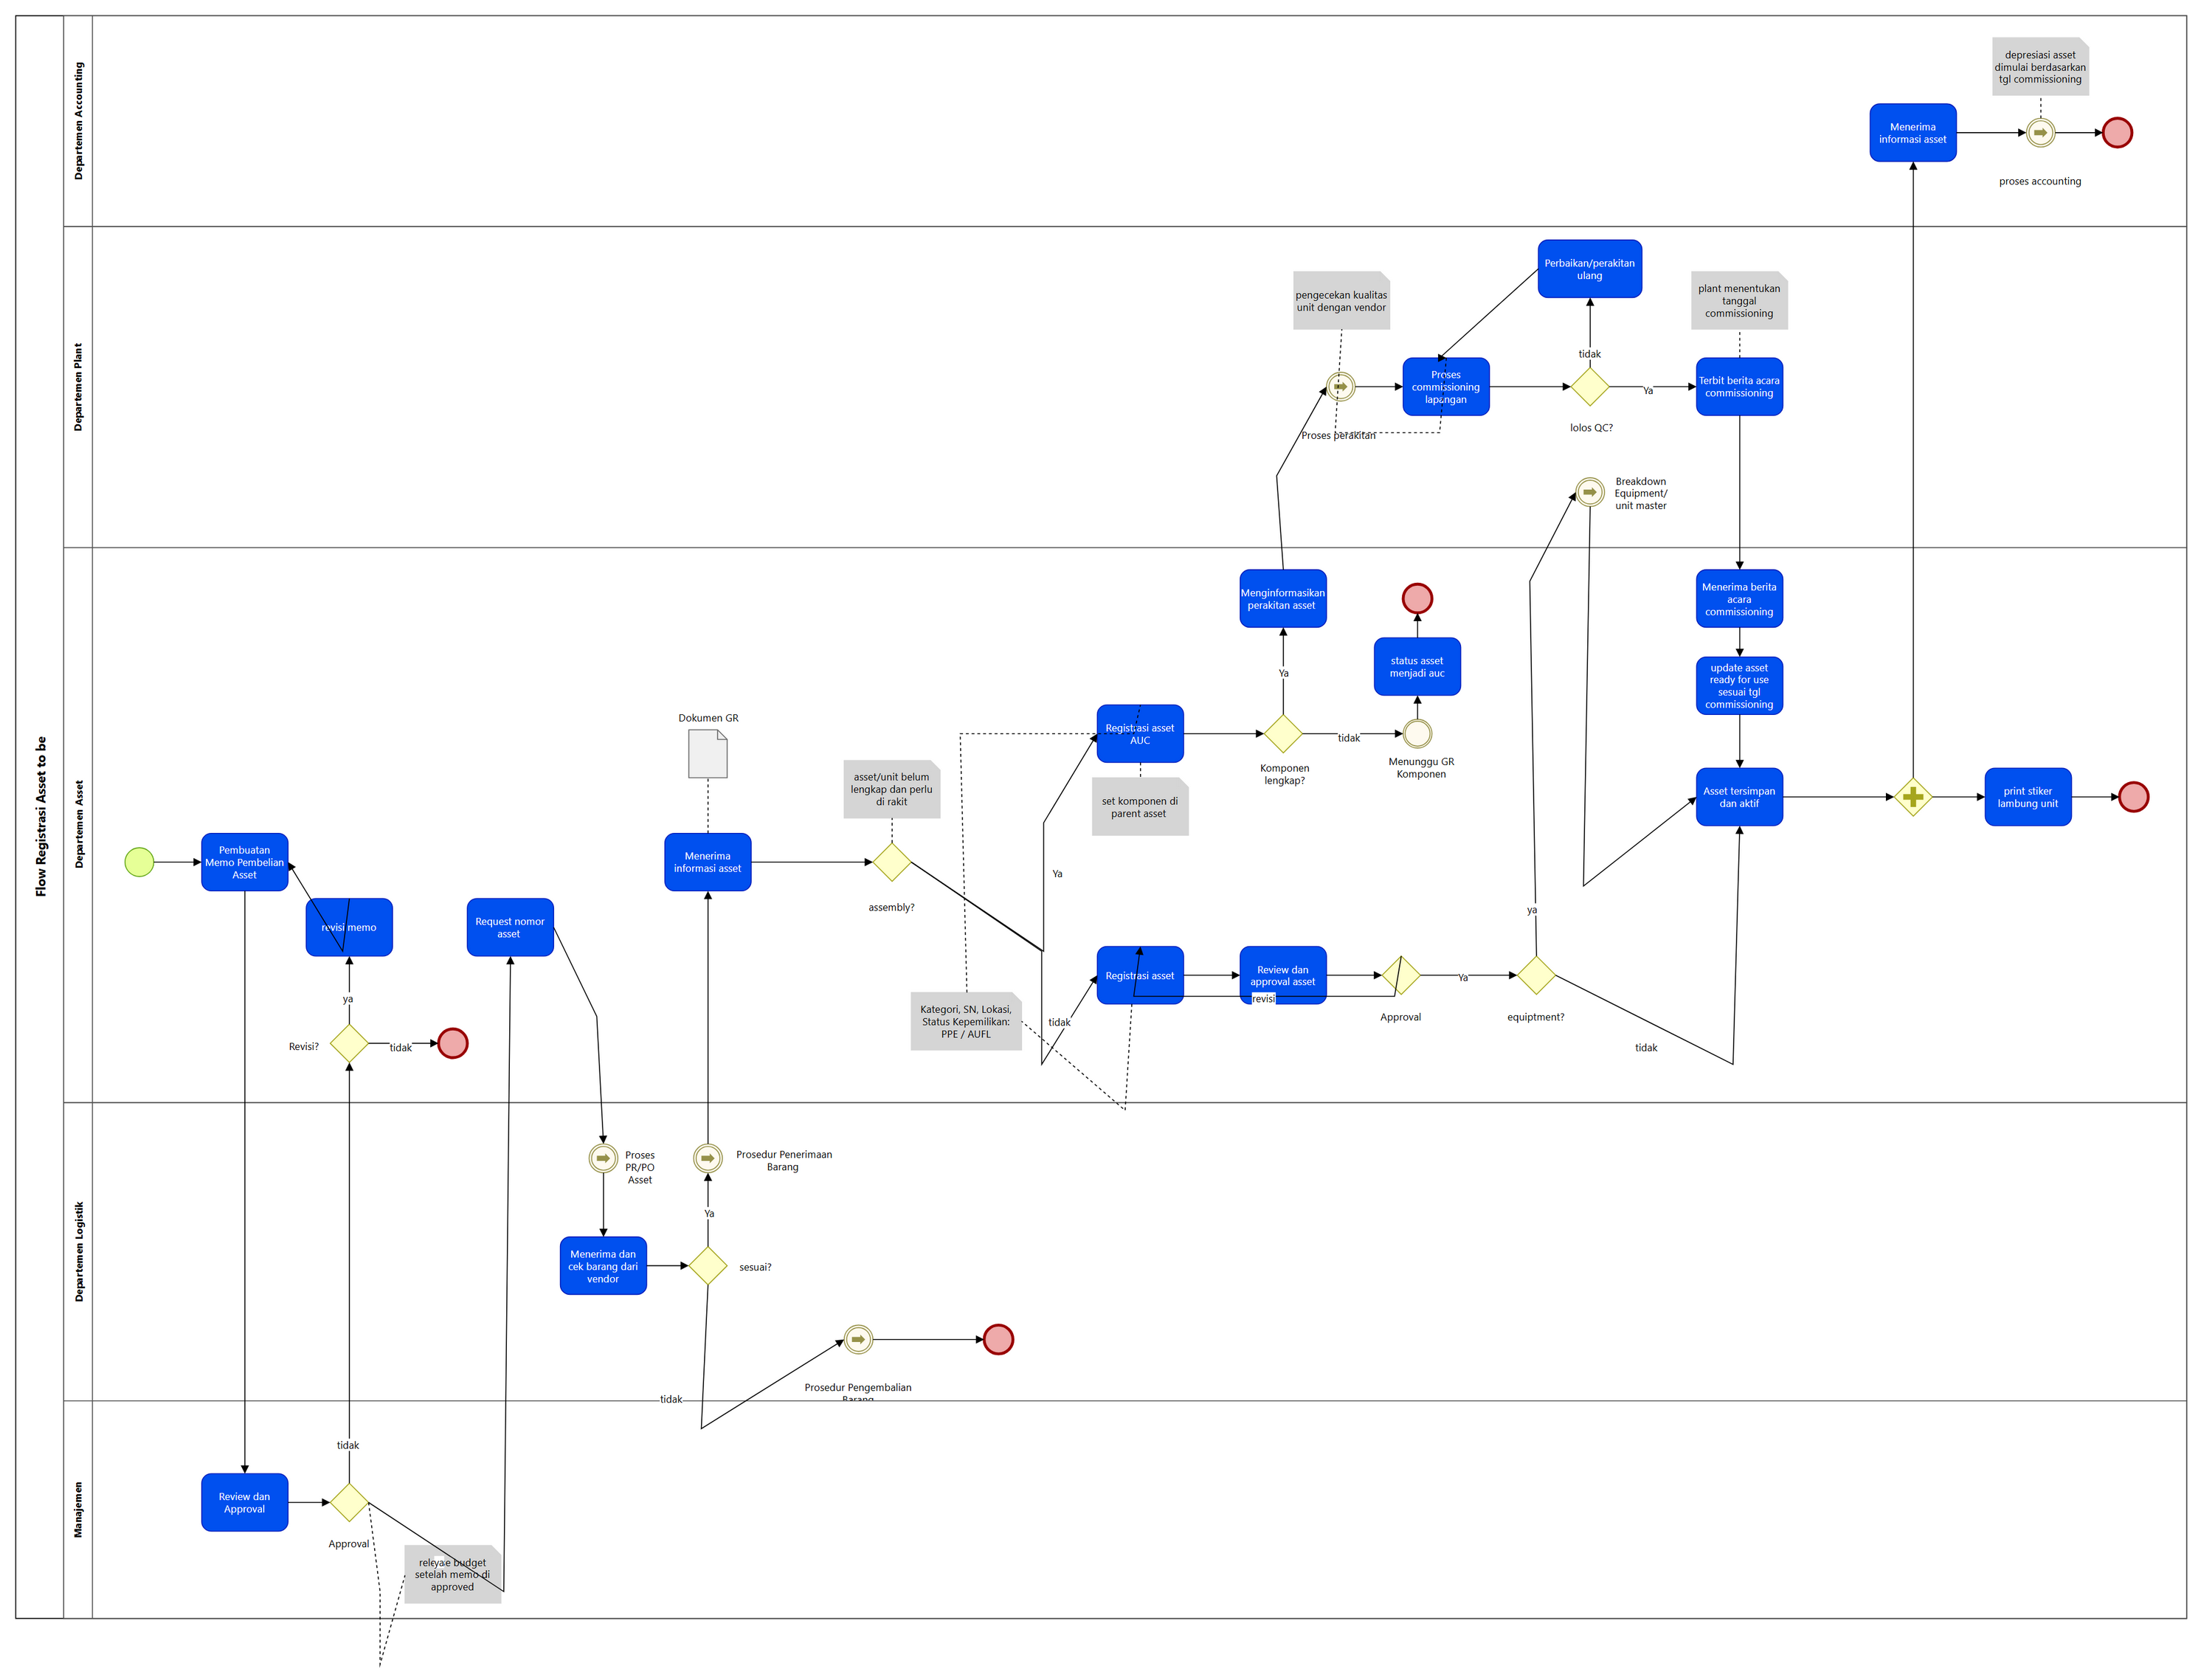 Flow Registrasi Asset to be
Departemen Accounting
depresiasi asset
dimulai berdasarkan
tgl commissioning
Menerima
informasi asset
proses accounting
Departemen Plant
Perbaikan/perakitan
ulang
pengecekan kualitas
unit dengan vendor
plant menentukan
tanggal
commissioning
tidak
Proses
commissioning
lapangan
Ya
Terbit berita acara
commissioning
lolos QC?
Proses perakitan
Breakdown
Equipment/
unit master
Departemen Asset
Menginformasikan
perakitan asset
Menerima berita
acara
commissioning
status asset
menjadi auc
Ya
update asset
ready for use
sesuai tgl
commissioning
Dokumen GR
Registrasi asset
AUC
tidak
Komponen
lengkap?
Menunggu GR
Komponen
asset/unit belum
lengkap dan perlu
di rakit
set komponen di
parent asset
Asset tersimpan
dan aktif
print stiker
lambung unit
Pembuatan
Memo Pembelian
Asset
Menerima
informasi asset
Ya
assembly?
revisi memo
Request nomor
asset
ya
Registrasi asset
Review dan
approval asset
Ya
revisi
ya
Kategori, SN, Lokasi,
Status Kepemilikan:
PPE / AUFL
tidak
Approval
equiptment?
Revisi?
tidak
tidak
Departemen Logistik
Proses
PR/PO
Asset
Prosedur Penerimaan
Barang
Ya
Menerima dan
cek barang dari
vendor
sesuai?
Prosedur Pengembalian
Barang
tidak
Manajemen
tidak
Review dan
Approval
Approval
ya
budget
setelah memo di
approved